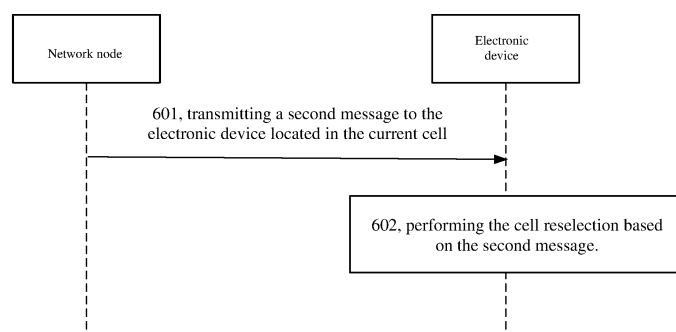 Network node
Electronic
device
601, transmitting a second message to the
electronic device located in the current cell
602, performing the cell reselection based
on the second message.